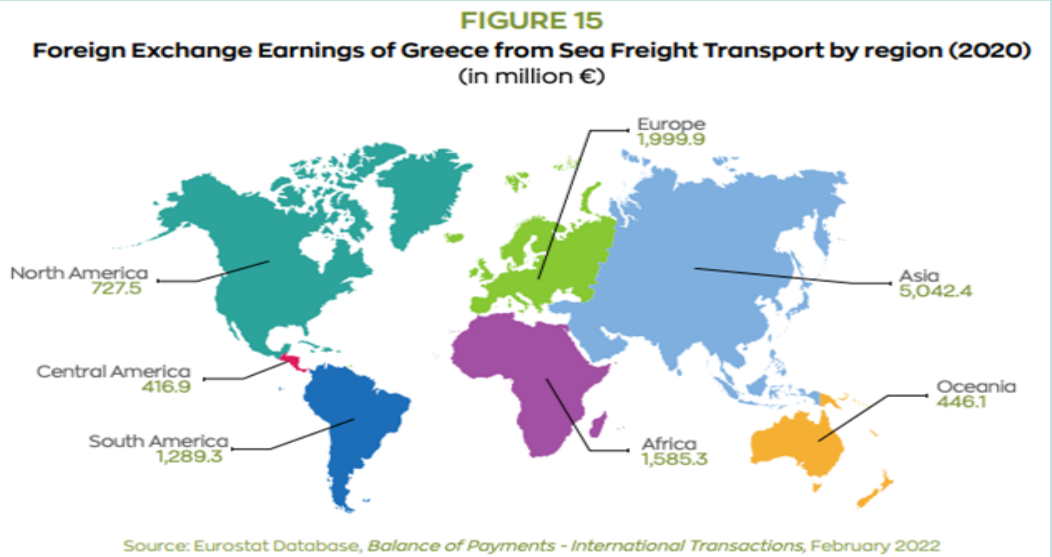 FIGURE 15
Foreign Exchange Earnings of Greece from Sea Freight Transport by region (2020)
(in million €)
Europe
1,999.9
North America
727.5
Asia
5,042.4
Central America
416.9
Oceania
446.1
South America
1,289.3
Africa
1,585.3
Source: Eurostat Database, Balance of Payments - International Transactions, February 2022